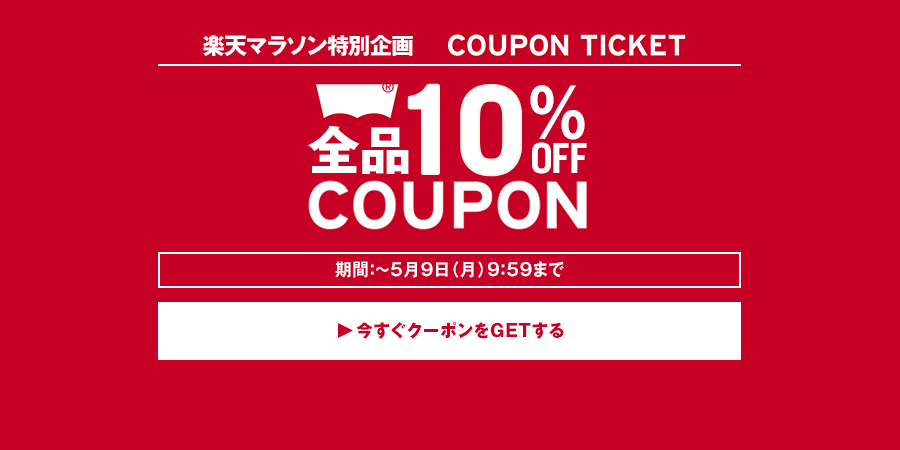 楽天マラソン特別企画 COUPON TICKET
®
全品10%OFF
COUPON
期間:~5月9日(月)9:59まで
▶今すぐクーポンをGETする